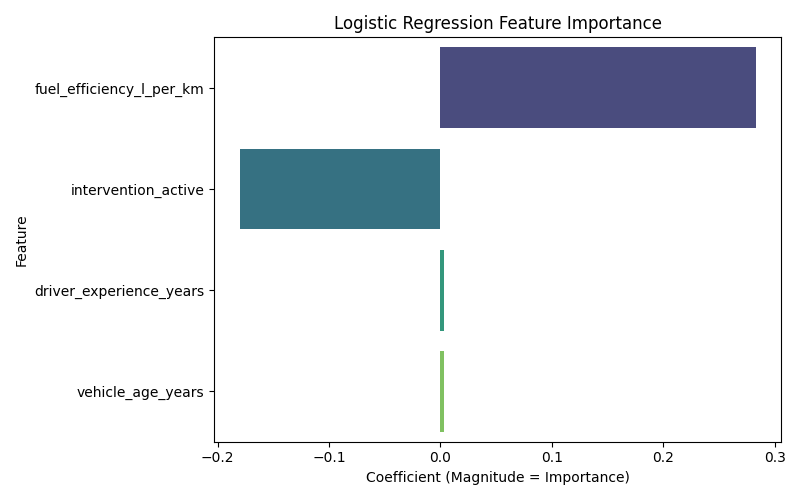 Logistic Regression Feature Importance
fuel_efficiency_l_per_km
intervention_active
driver_experience_years
vehicle_age_years
Feature
−0.2 −0.1 0.0 0.1 0.2 0.3
Coefficient (Magnitude = Importance)